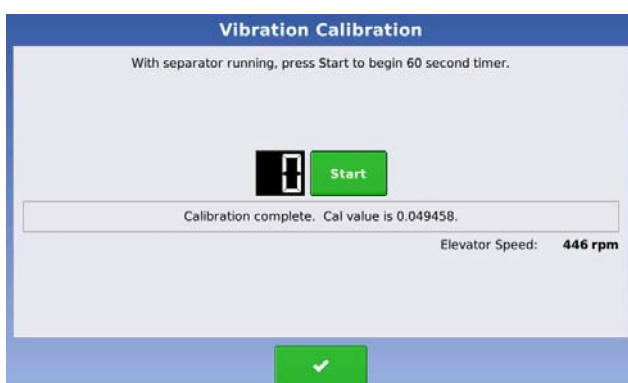 Vibration Calibration
With separator running, press Start to begin 60 second timer.
0 Start
Calibration complete. Cal value is 0.049458.
Elevator Speed: 446 rpm